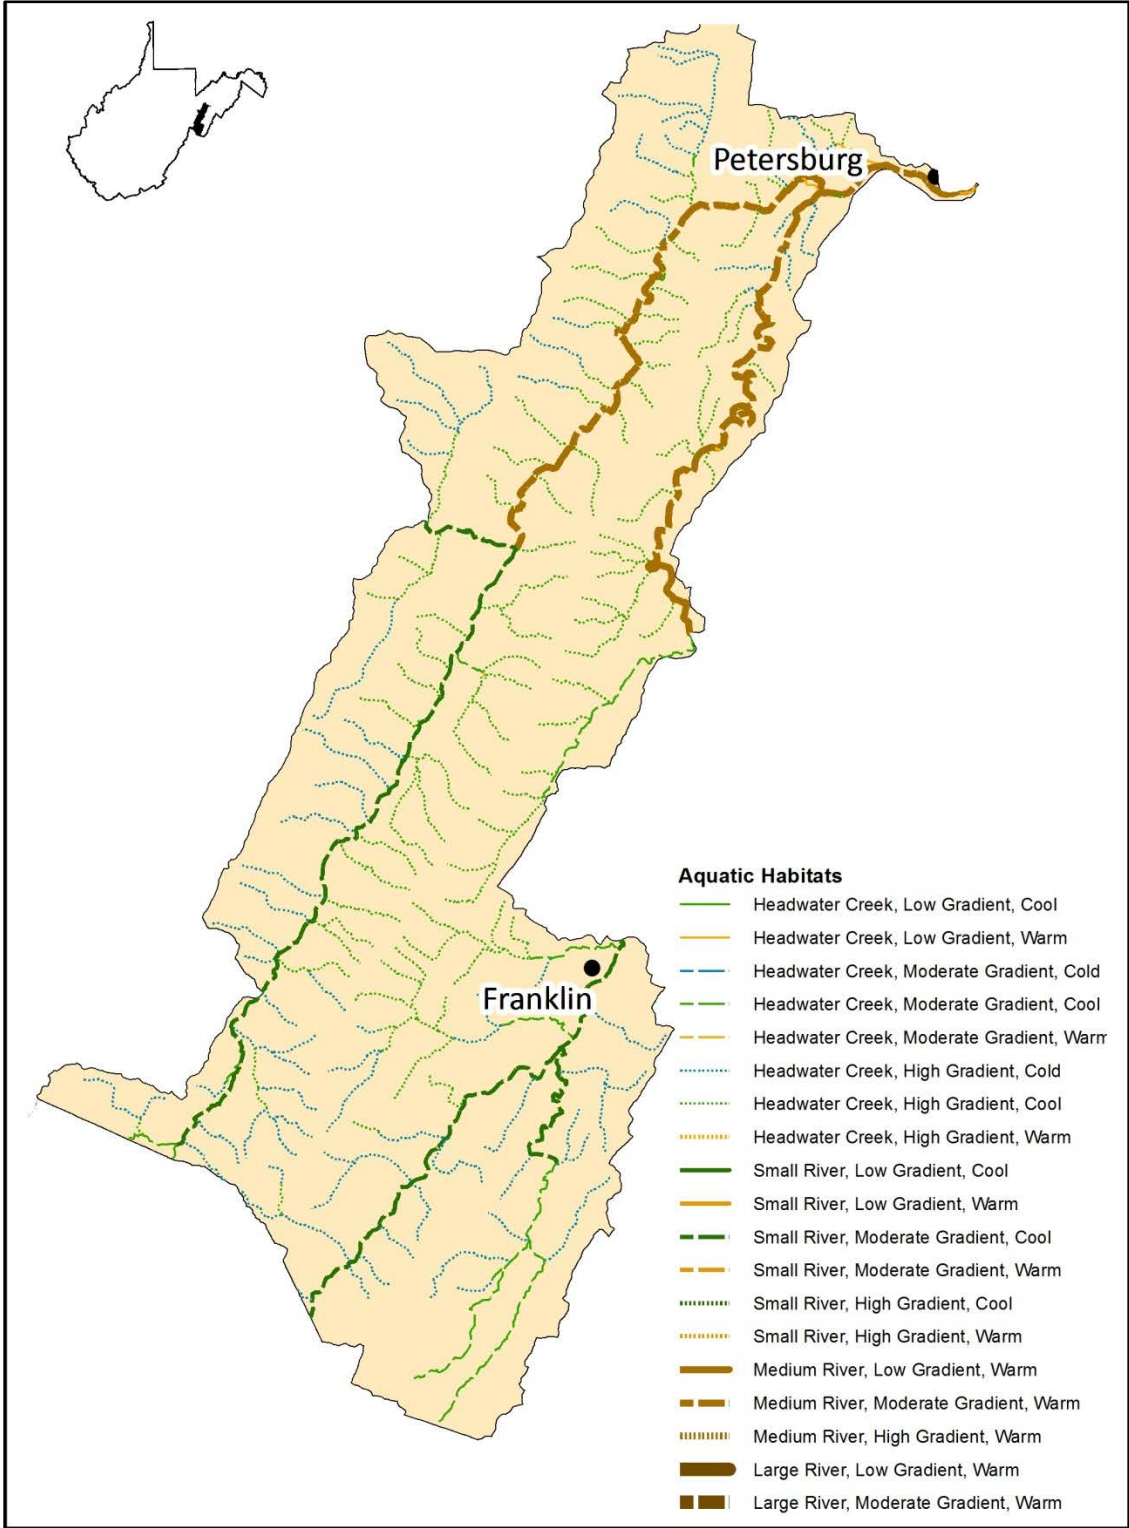 Petersburg
Franklin
Aquatic Habitats
Headwater Creek, Low Gradient, Cool
Headwater Creek, Low Gradient, Warm
Headwater Creek, Moderate Gradient, Cold
Headwater Creek, Moderate Gradient, Cool
Headwater Creek, Moderate Gradient, Warm
Headwater Creek, High Gradient, Cold
Headwater Creek, High Gradient, Cool
Headwater Creek, High Gradient, Warm
Small River, Low Gradient, Cool
Small River, Low Gradient, Warm
Small River, Moderate Gradient, Cool
Small River, Moderate Gradient, Warm
Small River, High Gradient, Cool
Small River, High Gradient, Warm
Medium River, Low Gradient, Warm
Medium River, Moderate Gradient, Warm
Medium River, High Gradient, Warm
Large River, Low Gradient, Warm
Large River, Moderate Gradient, Warm